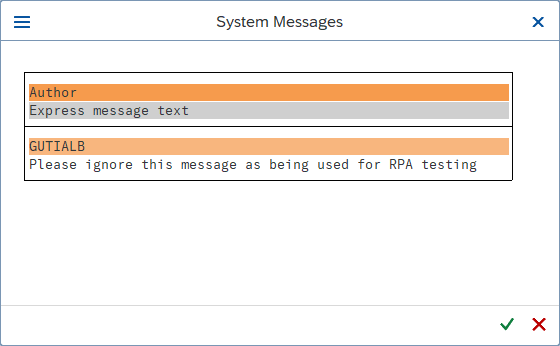 System Messages
Author
Express message text
GUTIALB
Please ignore this message as being used for RPA testing